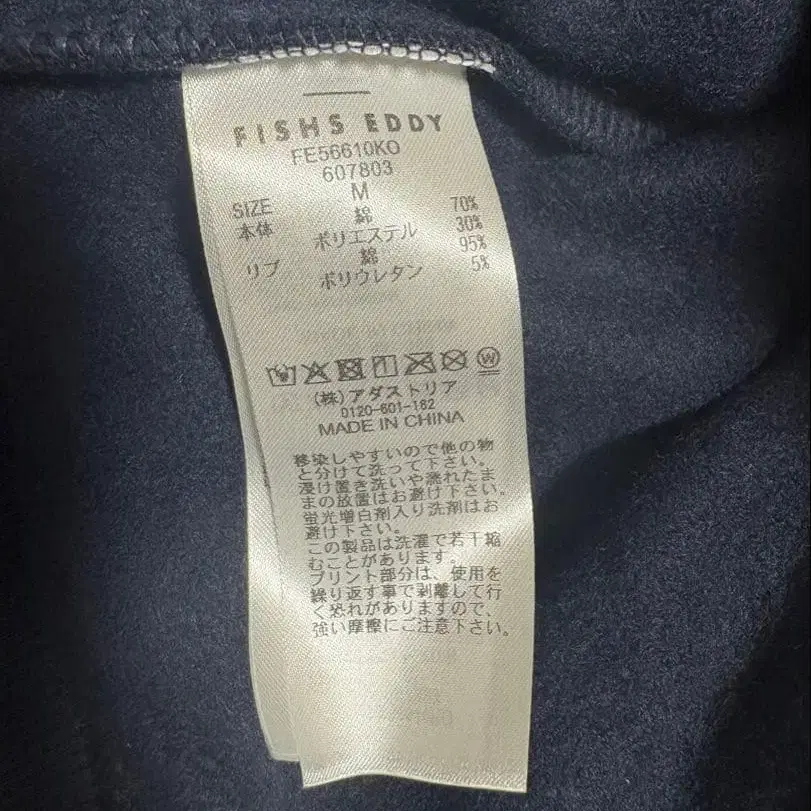 FISHS EDDY
FE56610KO
607803
SIZE M
本体 綿 70%
ポリエステル 30%
リブ 綿 95%
ポリウレタン 5%
W
(株)アダストリア
0120-601-162
MADE IN CHINA
移染しやすいので他の物
と分けて洗って下さい。
浸け置き洗いや濡れたま
まの放置はお避け下さい。
蛍光増白剤入り洗剤はお
避け下さい。
この製品は洗濯で若干縮
むことがあります。
プリント部分は、使用を
繰り返す事で剥離して行
く恐れがありますので、
強い摩擦にご注意下さい。